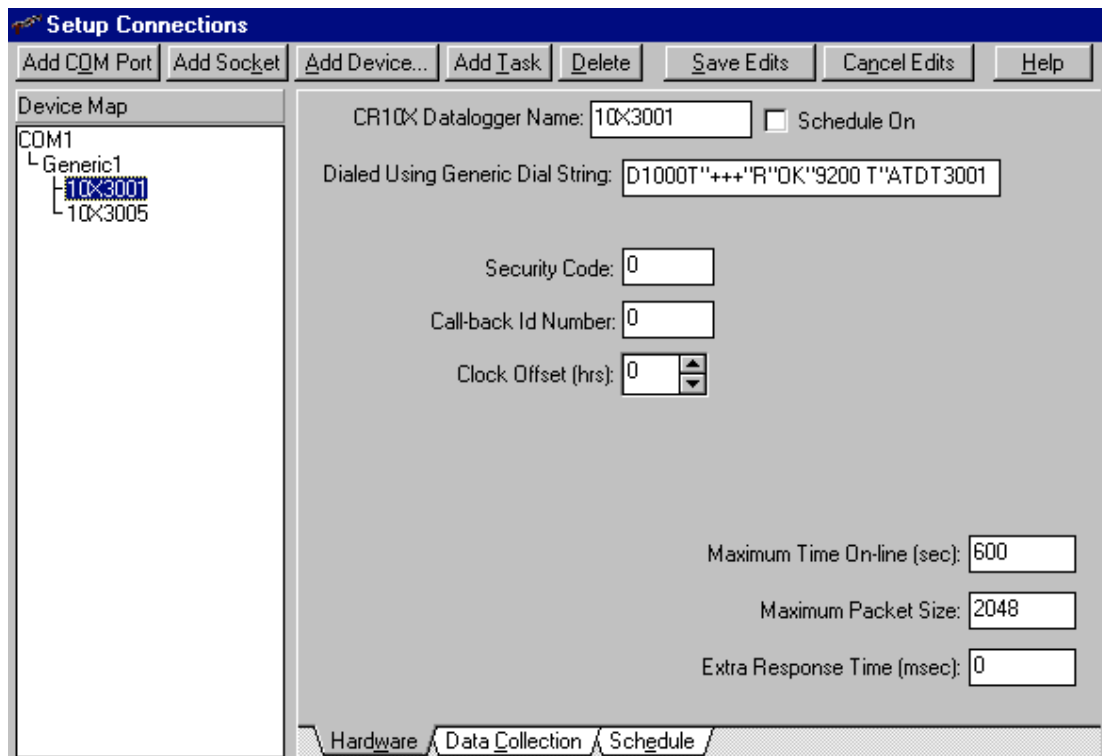 Setup Connections
Add COM Port Add Socket Add Device... Add Task Delete Save Edits Cancel Edits Help
Device Map
COM1
Generic1
10X3001
10X3005
CR10X Datalogger Name: 10X3001 Schedule On
Dialed Using Generic Dial String: D1000T"+++"R"OK"9200 T"ATDT3001
Security Code: 0
Call-back Id Number: 0
Clock Offset (hrs): 0
Maximum Time On-line (sec): 600
Maximum Packet Size: 2048
Extra Response Time (msec): 0
Hardware Data Collection Schedule